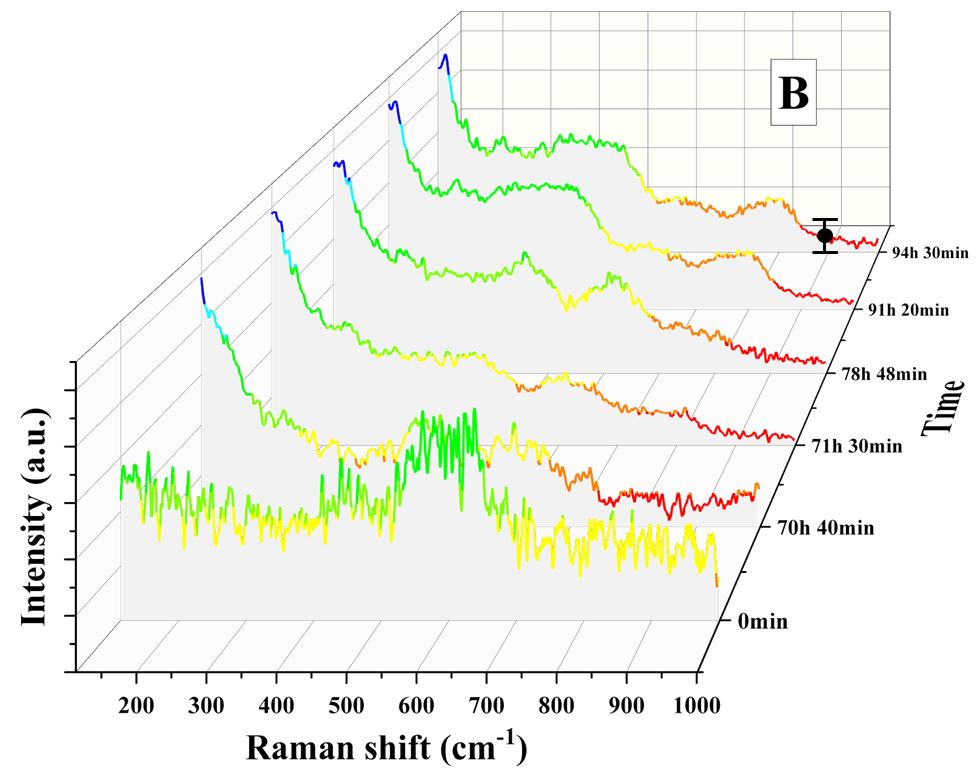 B
94h 30min
91h 20min
78h 48min
71h 30min
70h 40min
0min
Time
Intensity (a.u.)
200 300 400 500 600 700 800 900 1000
Raman shift (cm⁻¹)